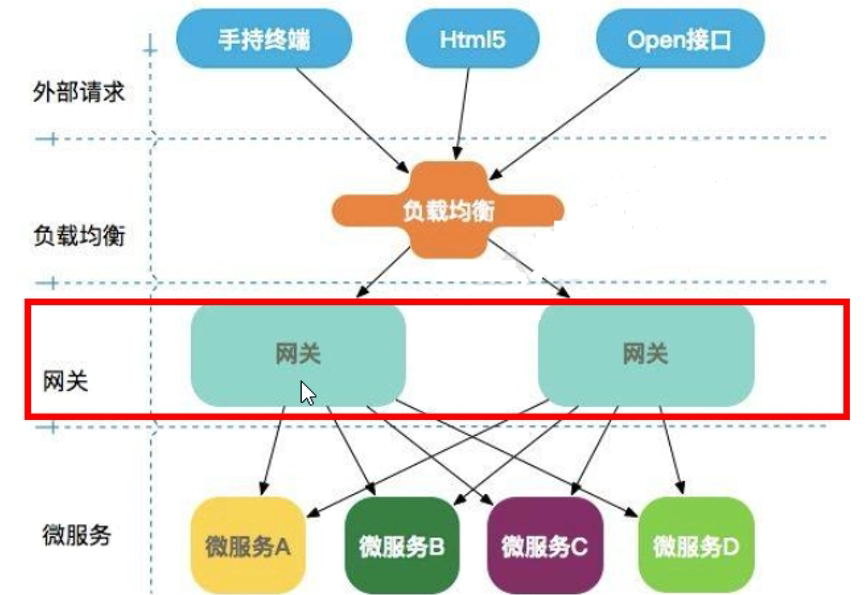 手持终端
Html5
Open接口
外部请求
负载均衡
负载均衡
网关
网关
网关
微服务
微服务A
微服务B
微服务C
微服务D